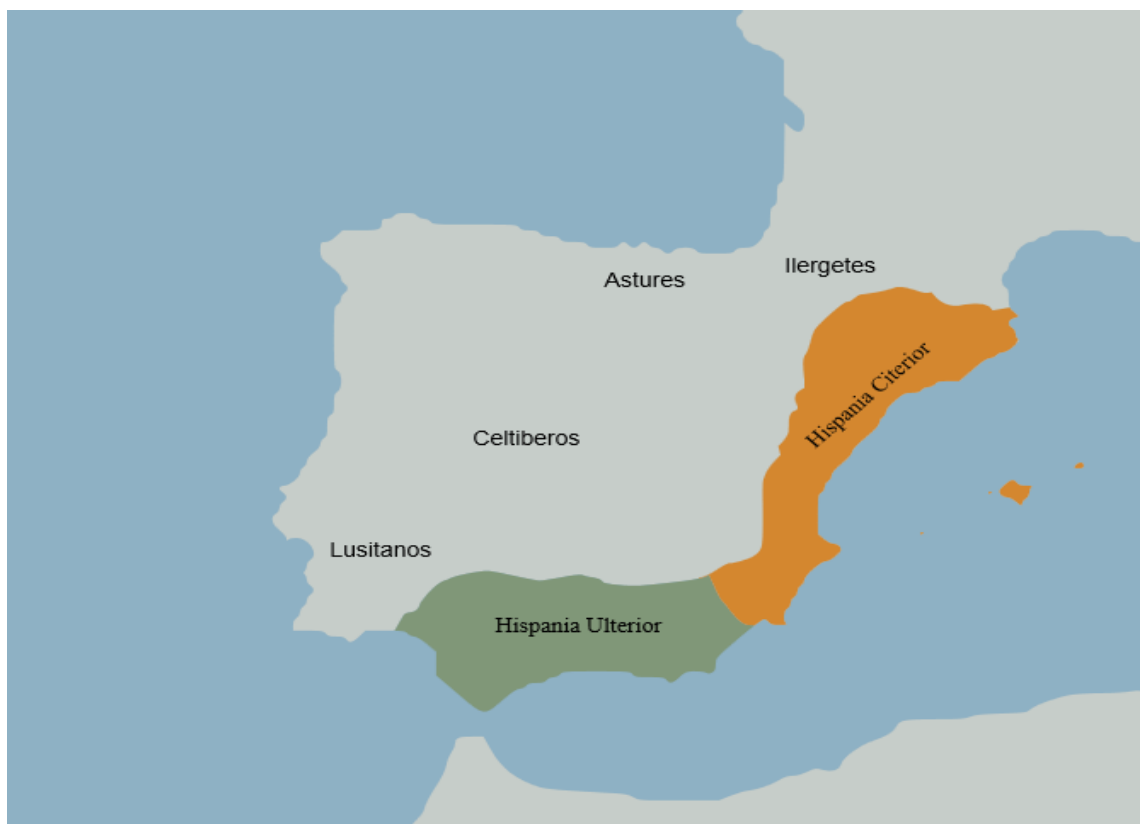 Ilergetes
Astures
Hispania Citerior
Celtiberos
Lusitanos
Hispania Ulterior